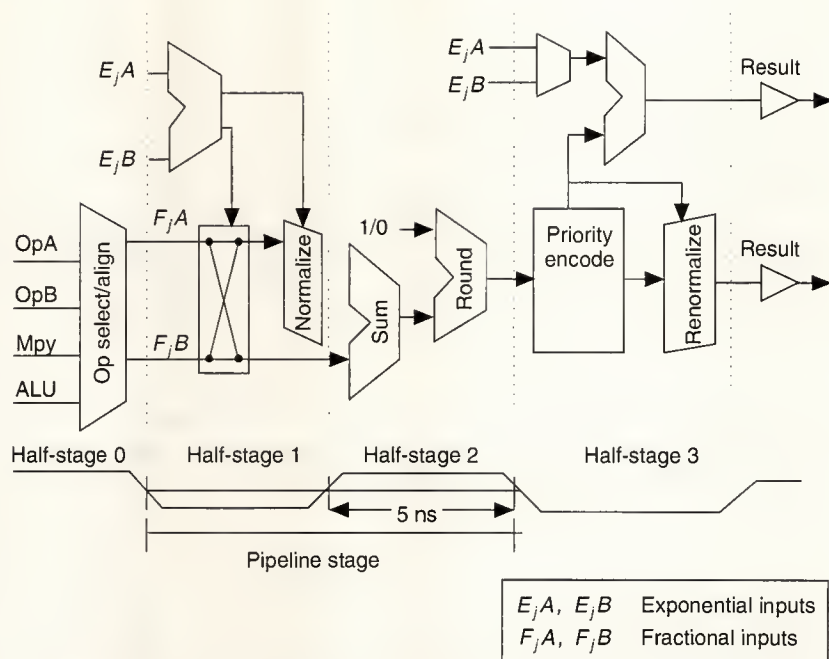 EjA
EjB
EjA
EjB
Result
OpA
OpB
Mpy
ALU
Op select/align
FjA
FjB
Normalize
1/0
Sum
Round
Priority
encode
Renormalize
Result
Half-stage 0
Half-stage 1
Half-stage 2
Half-stage 3
5 ns
Pipeline stage
EjA, EjB Exponential inputs
FjA, FjB Fractional inputs